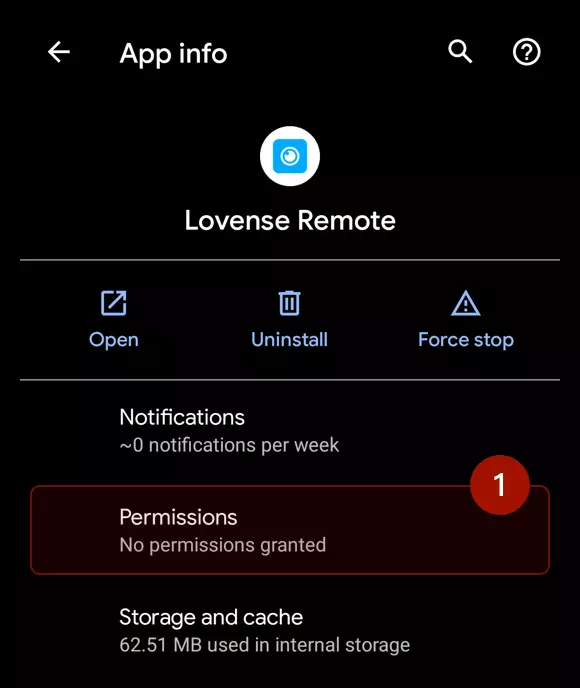 App info
Lovense Remote
Open
Uninstall
Force stop
Notifications
~0 notifications per week
1
Permissions
No permissions granted
Storage and cache
62.51 MB used in internal storage